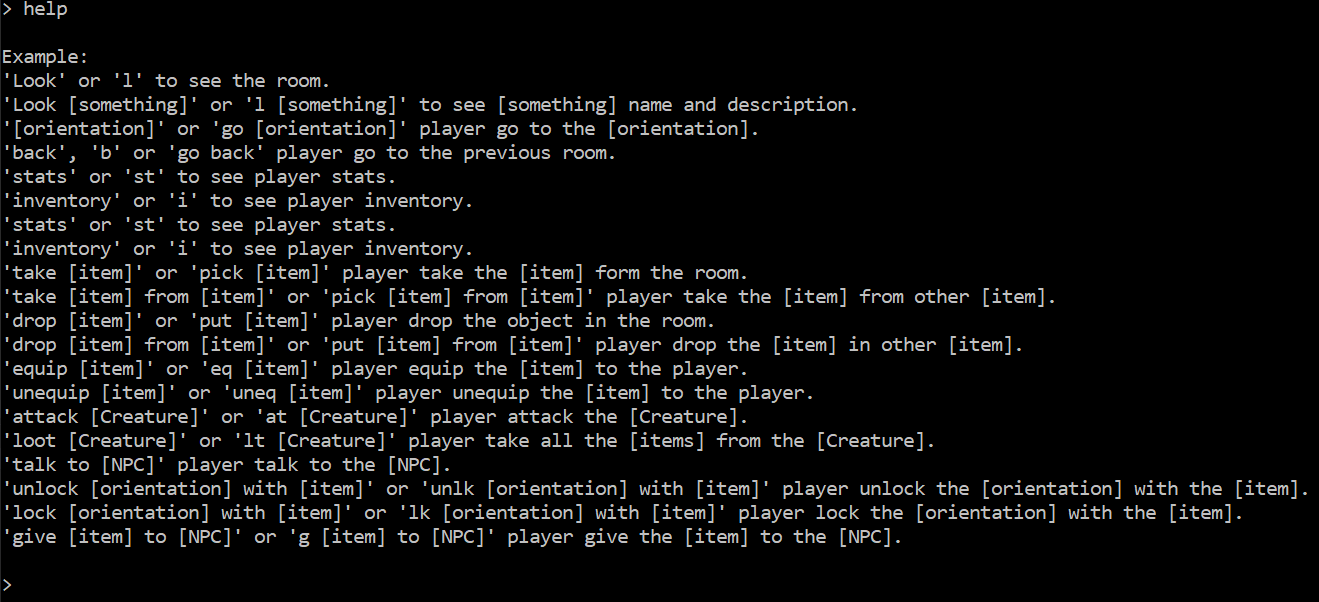 > help
Example:
'Look' or 'l' to see the room.
'Look [something]' or 'l [something]' to see [something] name and description.
'[orientation]' or 'go [orientation]' player go to the [orientation].
'back', 'b' or 'go back' player go to the previous room.
'stats' or 'st' to see player stats.
'inventory' or 'i' to see player inventory.
'stats' or 'st' to see player stats.
'inventory' or 'i' to see player inventory.
'take [item]' or 'pick [item]' player take the [item] form the room.
'take [item] from [item]' or 'pick [item] from [item]' player take the [item] from other [item].
'drop [item]' or 'put [item]' player drop the object in the room.
'drop [item] from [item]' or 'put [item] from [item]' player drop the [item] in other [item].
'equip [item]' or 'eq [item]' player equip the [item] to the player.
'unequip [item]' or 'uneq [item]' player unequip the [item] to the player.
'attack [Creature]' or 'at [Creature]' player attack the [Creature].
'loot [Creature]' or 'lt [Creature]' player take all the [items] from the [Creature].
'talk to [NPC]' player talk to the [NPC].
'unlock [orientation] with [item]' or 'unlk [orientation] with [item]' player unlock the [orientation] with the [item].
'lock [orientation] with [item]' or 'lk [orientation] with [item]' player lock the [orientation] with the [item].
'give [item] to [NPC]' or 'g [item] to [NPC]' player give the [item] to the [NPC].
>